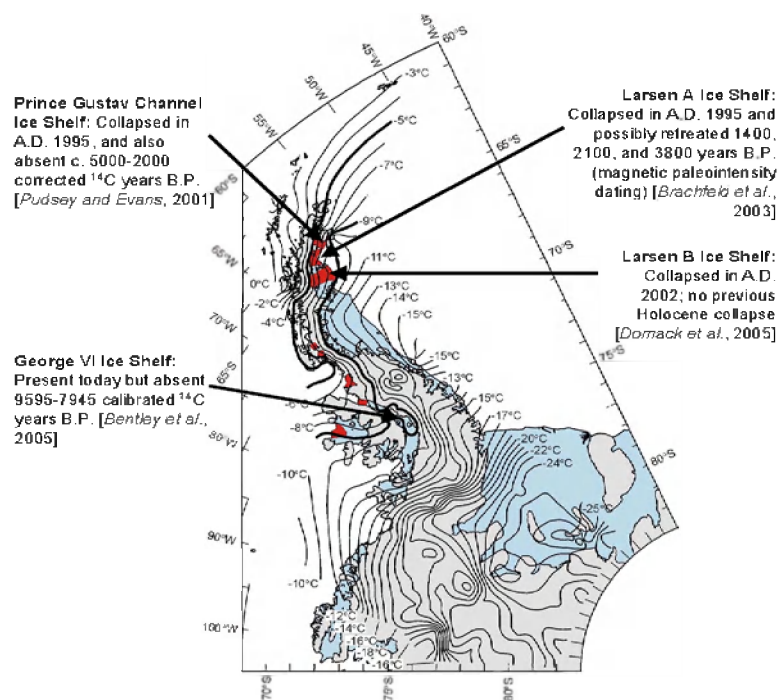 Prince Gustav Channel
Ice Shelf: Collapsed in
A.D. 1995, and also
absent c. 5000-2000
corrected ¹⁴C years B.P.
[Pudsey and Evans, 2001]
George VI Ice Shelf:
Present today but absent
9595-7945 calibrated ¹⁴C
years B.P. [Bentley et al.,
2005]
Larsen A Ice Shelf:
Collapsed in A.D. 1995 and
possibly retreated 1400,
2100, and 3800 years B.P.
(magnetic paleointensity
dating) [Brachfeld et al.,
2003]
Larsen B Ice Shelf:
Collapsed in A.D.
2002; no previous
Holocene collapse
[Domack et al., 2005]
40°W
60°S
45°W
50°W
55°W
60°S
65°W
70°W
65°S
80°W
90°W
100°W
70°S
75°S
80°S
65°S
70°S
75°S
80°S
-3°C
-5°C
-7°C
-9°C
11°C
-13°C
-14°C
-15°C
0°C
-2°C
-4°C
-15°C
-13°C
-15°C
-17°C
-8°C
-20°C
-22°C
-24°C
-25°C
-10°C
-10°C
-12°C
-14°C
-16°C
-18°C
-16°C